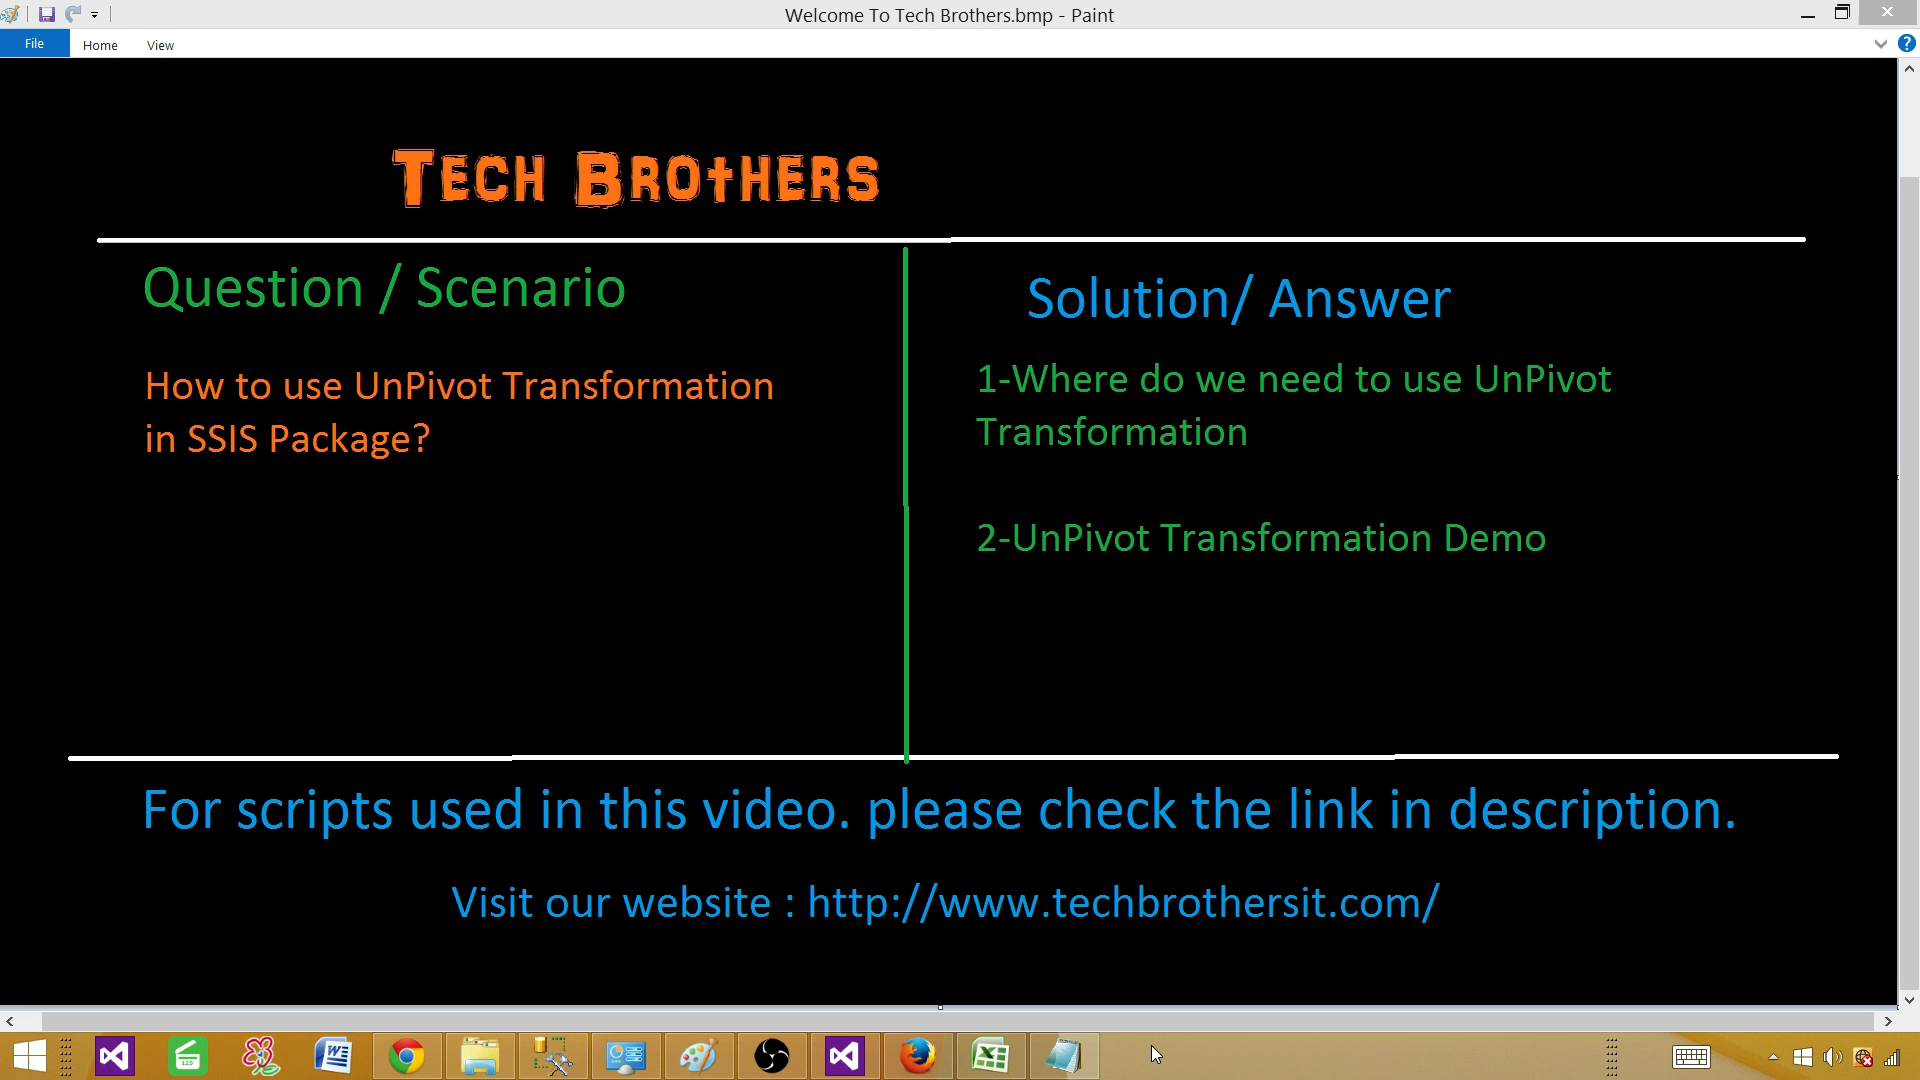 Welcome To Tech Brothers.bmp - Paint
File Home View
Tech Brothers
Question / Scenario
How to use UnPivot Transformation
in SSIS Package?
Solution/ Answer
1-Where do we need to use UnPivot
Transformation
2-UnPivot Transformation Demo
For scripts used in this video. please check the link in description.
Visit our website : http://www.techbrothersit.com/